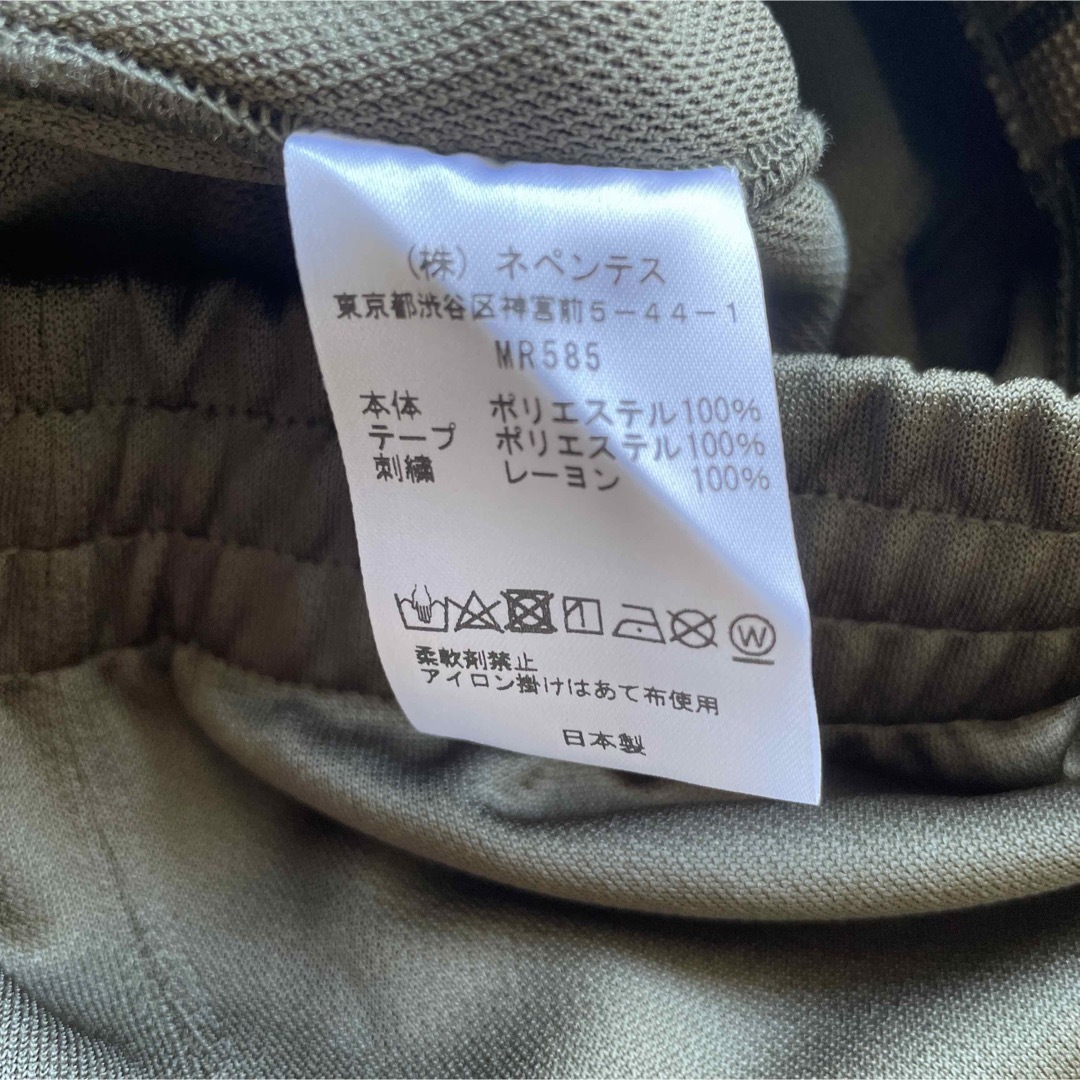 (株) ネペンテス
東京都渋谷区神宮前5-44-1
MR585
本体 ポリエステル100%
テープ ポリエステル100%
刺繍 レーヨン 100%
W
柔軟剤禁止
アイロン掛けはあて布使用
日本製